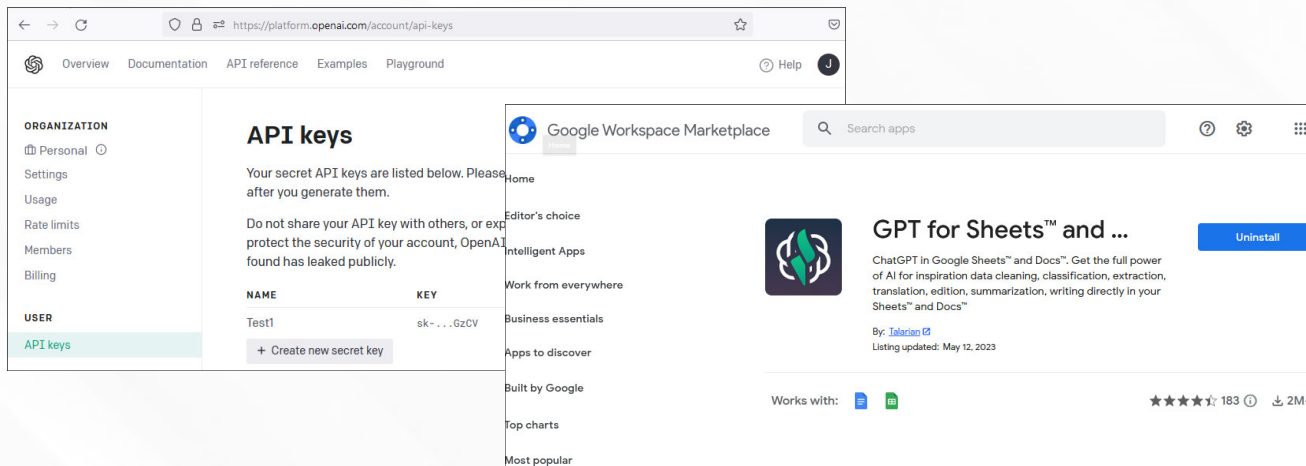 https://platform.openai.com/account/api-keys
Overview Documentation API reference Examples Playground
Help J
ORGANIZATION
Personal
Settings
Usage
Rate limits
Members
Billing
USER
API keys
API keys
Your secret API keys are listed below. Please
after you generate them.
Do not share your API key with others, or exp
protect the security of your account, OpenAI
found has leaked publicly.
NAME KEY
Test1 sk-...GzCV
+ Create new secret key
Google Workspace Marketplace
Search apps
Home
Home
Editor's choice
Intelligent Apps
Work from everywhere
Business essentials
Apps to discover
Built by Google
Top charts
Most popular
GPT for Sheets™ and ...
Uninstall
ChatGPT in Google Sheets™ and Docs™. Get the full power
of AI for inspiration data cleaning, classification, extraction,
translation, edition, summarization, writing directly in your
Sheets™ and Docs™
By: Talarian
Listing updated: May 12, 2023
Works with:
183 2M+